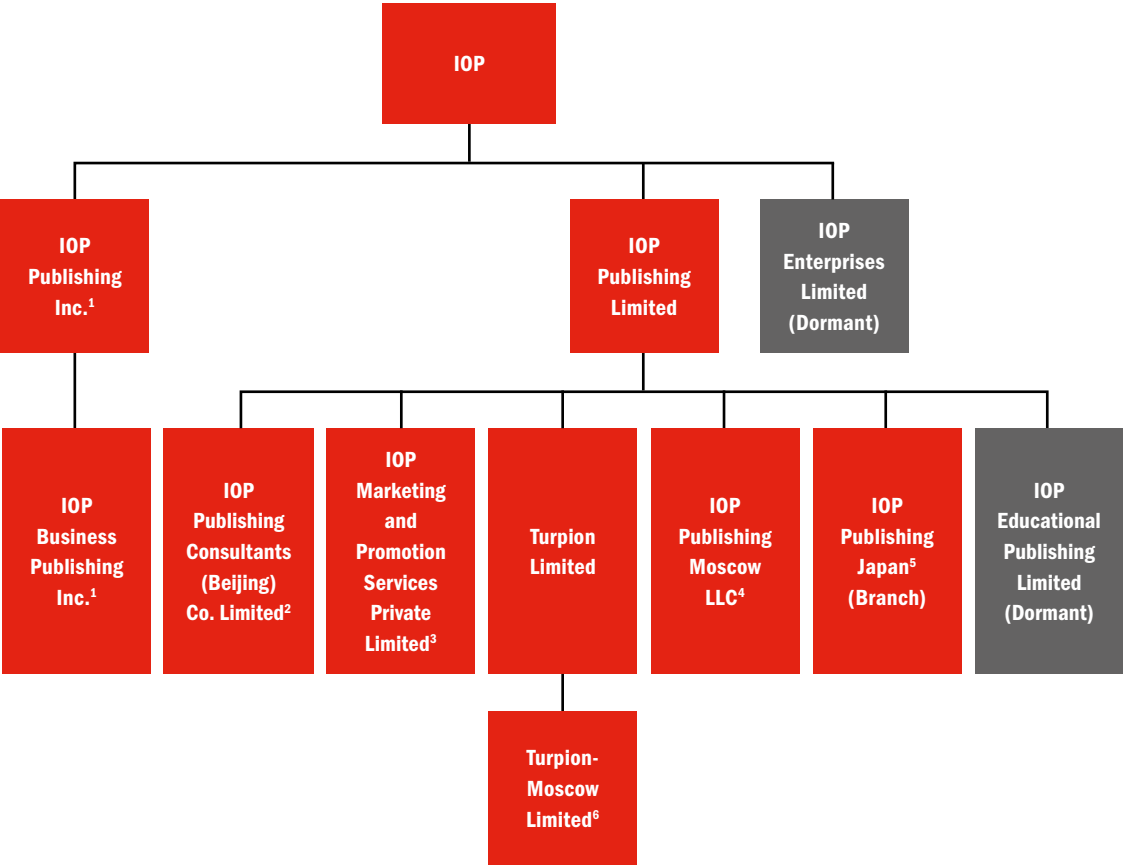 IOP
IOP
Publishing
Inc.¹
IOP
Publishing
Limited
IOP
Enterprises
Limited
(Dormant)
IOP
Business
Publishing
Inc.¹
IOP
Publishing
Consultants
(Beijing)
Co. Limited²
IOP
Marketing
and
Promotion
Services
Private
Limited³
Turpion
Limited
IOP
Publishing
Moscow
LLC⁴
IOP
Publishing
Japan⁵
(Branch)
IOP
Educational
Publishing
Limited
(Dormant)
Turpion-
Moscow
Limited⁶